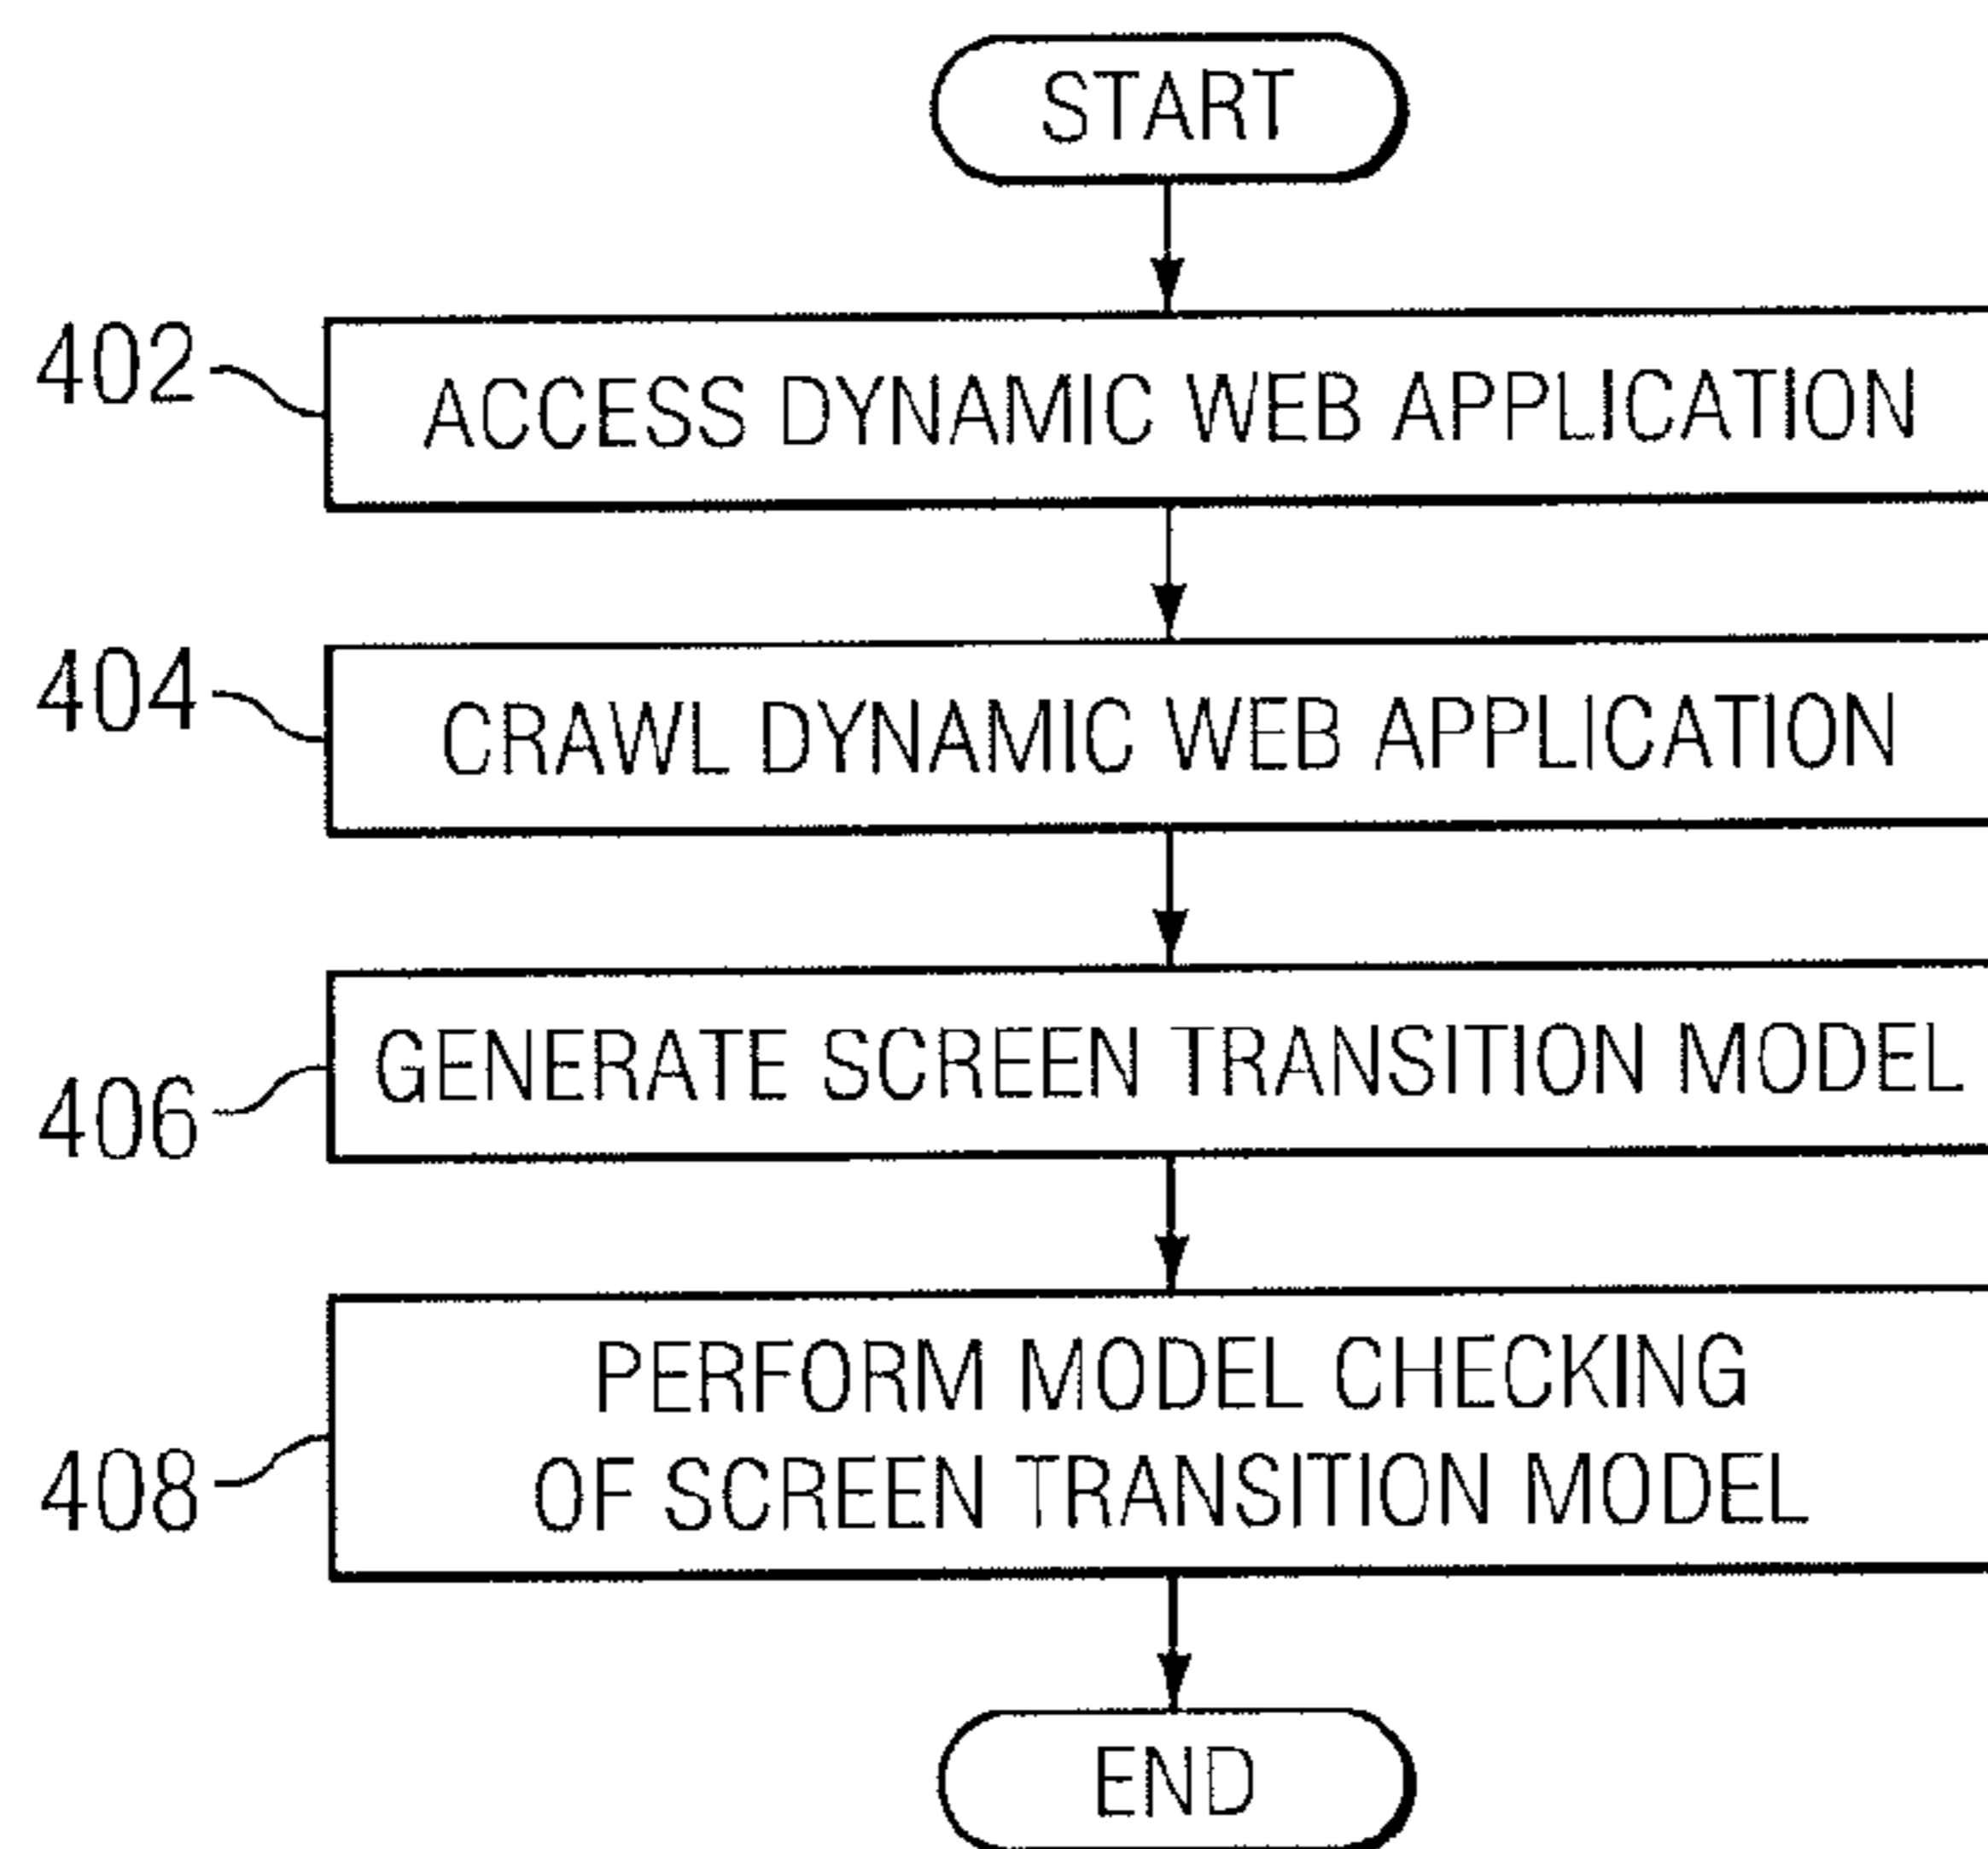 START
402
ACCESS DYNAMIC WEB APPLICATION
404
CRAWL DYNAMIC WEB APPLICATION
406
GENERATE SCREEN TRANSITION MODEL
408
PERFORM MODEL CHECKING
OF SCREEN TRANSITION MODEL
END